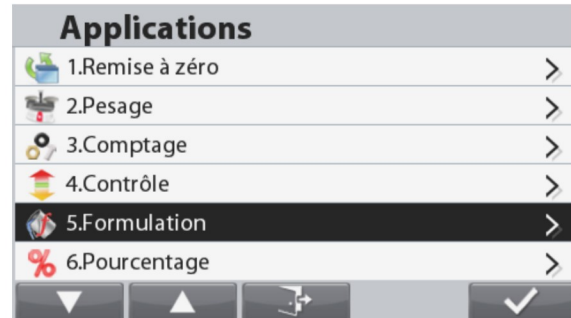 Applications
1.Remise à zéro
2.Pesage
3.Comptage
4.Contrôle
5.Formulation
6.Pourcentage